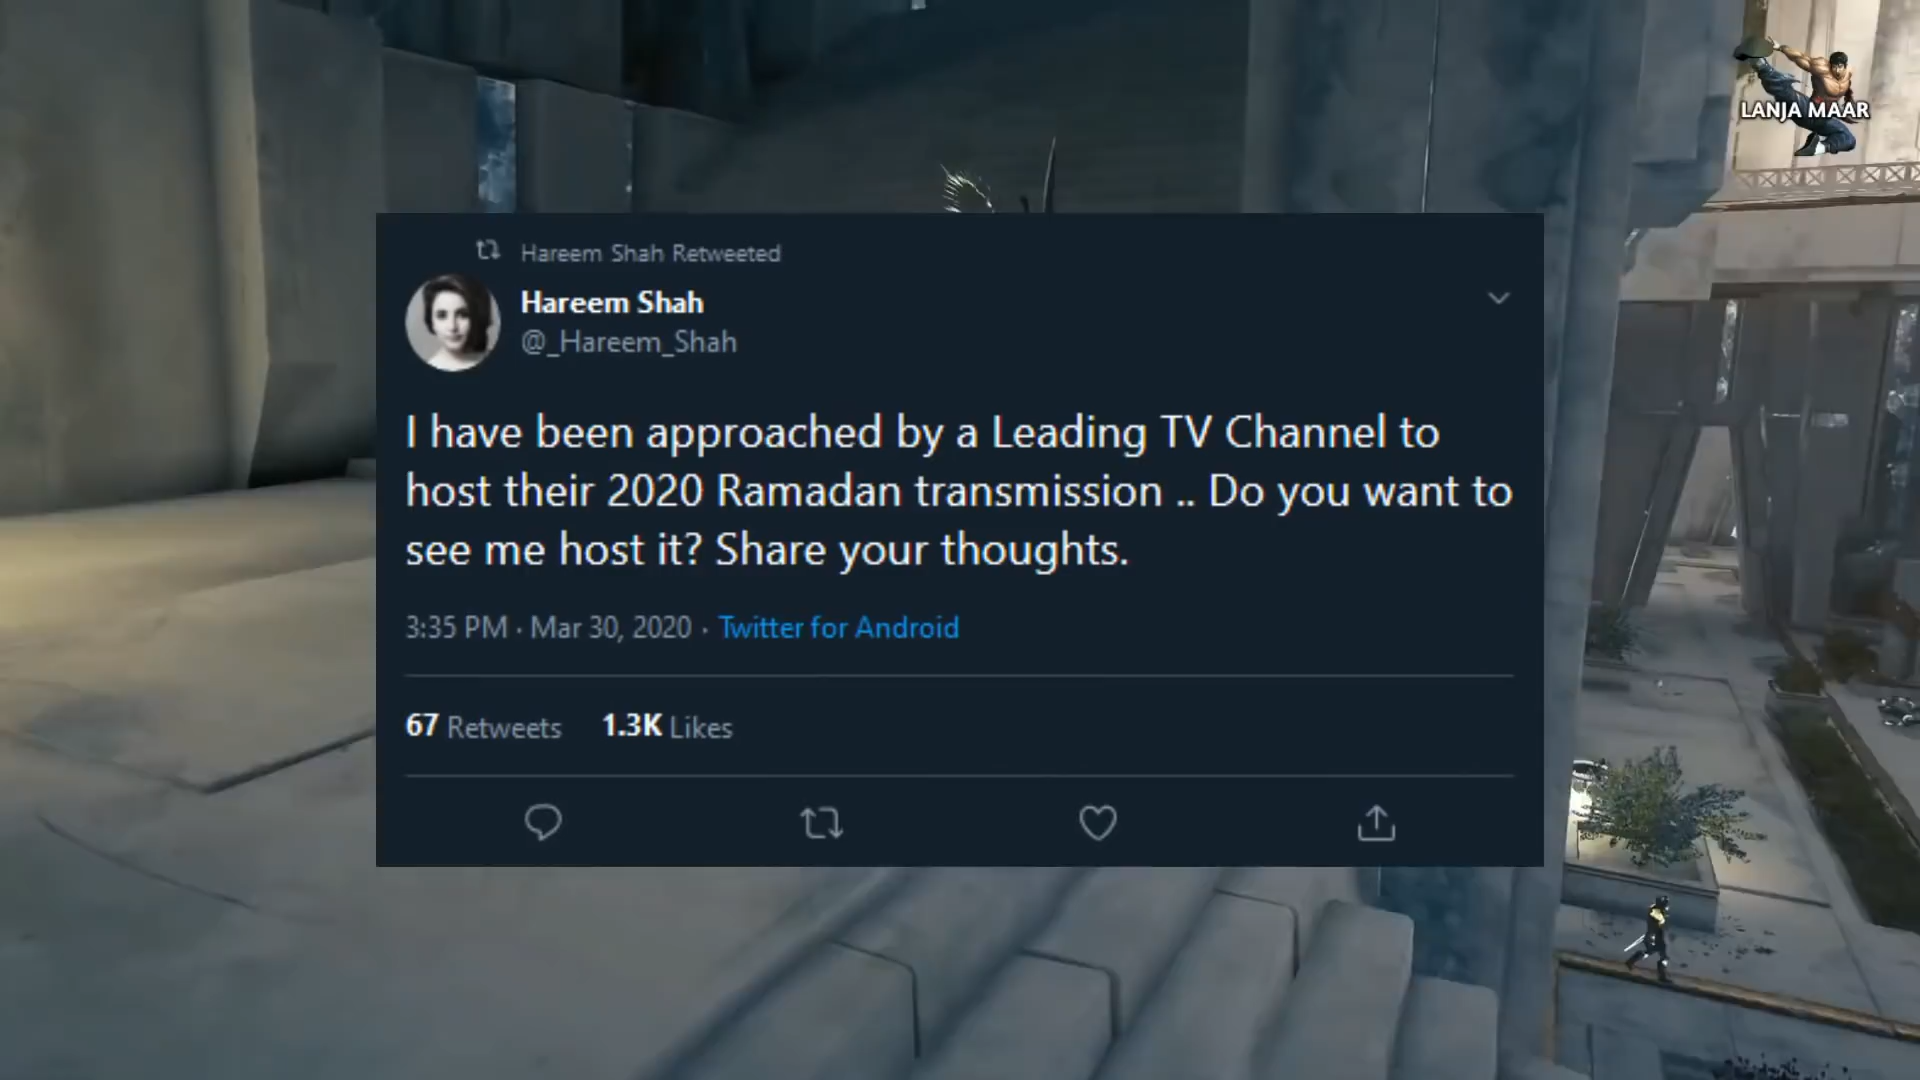 LANJA MAAR
Hareem Shah Retweeted
Hareem Shah
@_Hareem_Shah
I have been approached by a Leading TV Channel to
host their 2020 Ramadan transmission .. Do you want to
see me host it? Share your thoughts.
3:35 PM · Mar 30, 2020 · Twitter for Android
67 Retweets 1.3K Likes